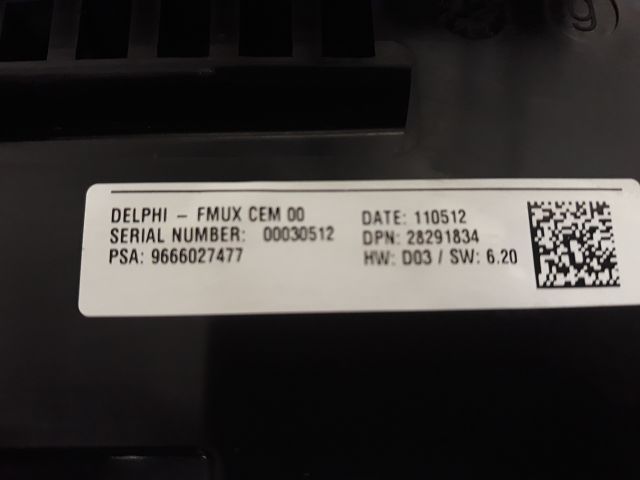 DELPHI – FMUX CEM 00
SERIAL NUMBER: 00030512
PSA: 9666027477
DATE: 110512
DPN: 28291834
HW: D03 / SW: 6.20